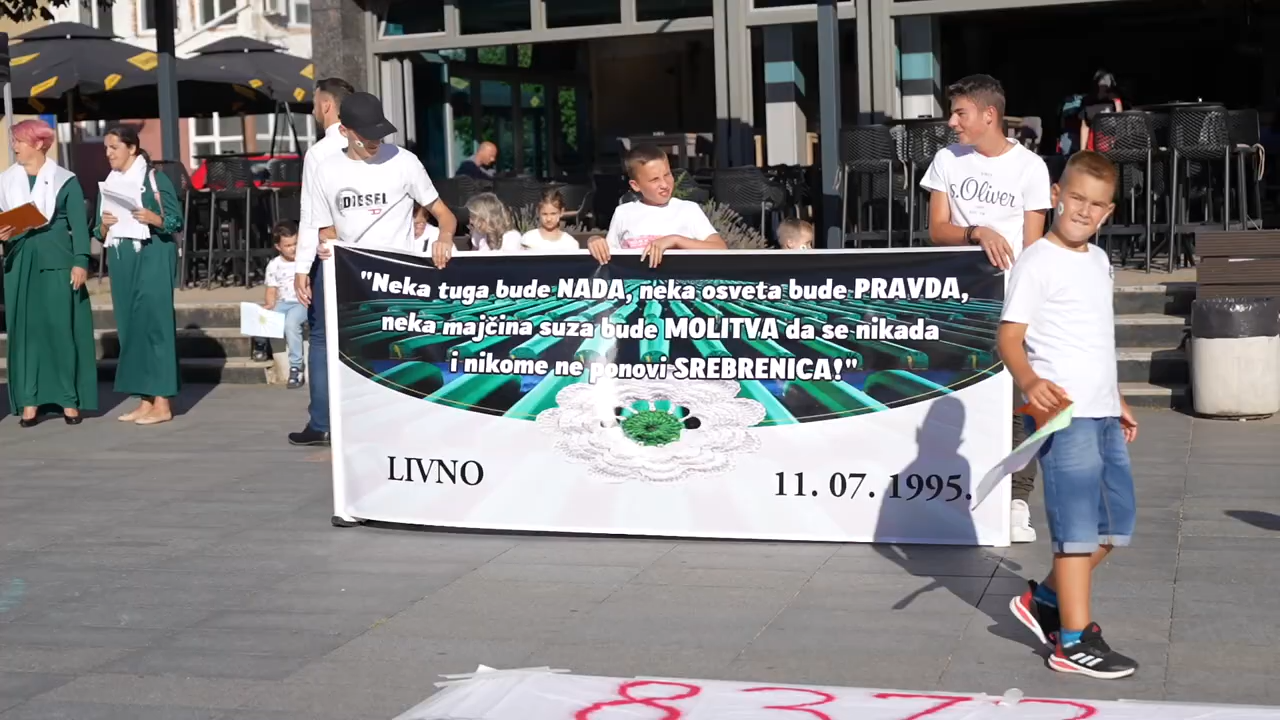 DIESEL
s.Oliver
"Neka tuga bude NADA, neka osveta bude PRAVDA,
neka majčina suza bude MOLITVA da se nikada
i nikome ne ponovi SREBRENICA!"
LIVNO
11. 07. 1995.
8372